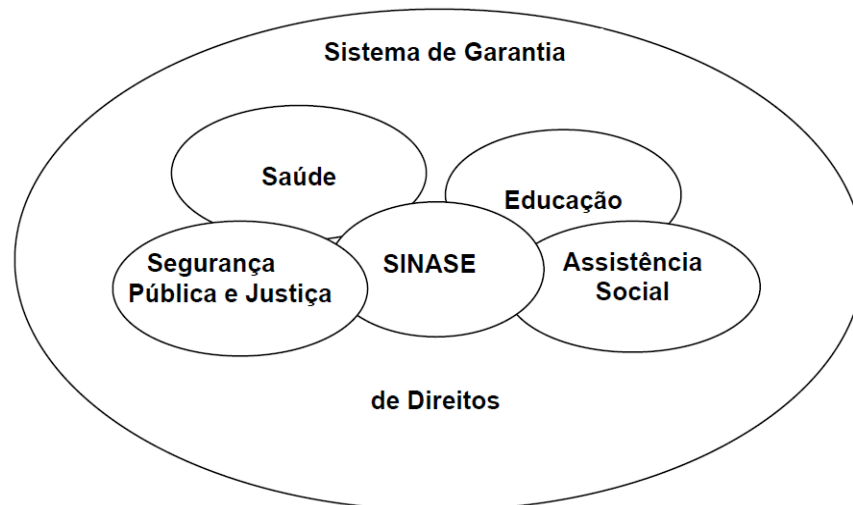 Sistema de Garantia
Saúde
Educação
Segurança
Pública e Justiça
SINASE
Assistência
Social
de Direitos